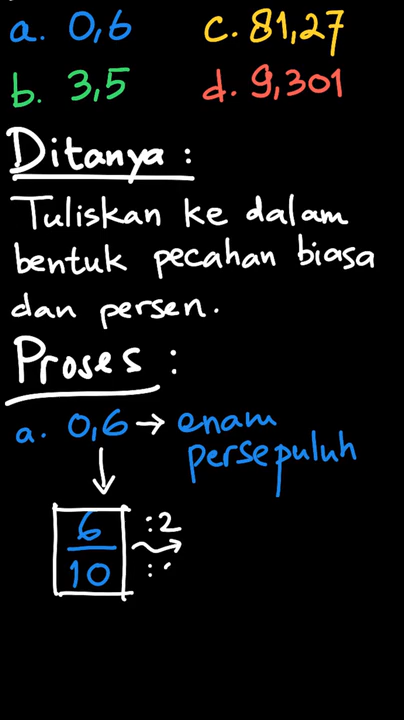 a. 0,6 c. 81,27
b. 3,5 d. 9,301
Ditanya :
Tuliskan ke dalam
bentuk pecahan biasa
dan persen.
Proses :
a. 0,6 → enam
persepuluh
6 :2
10 :